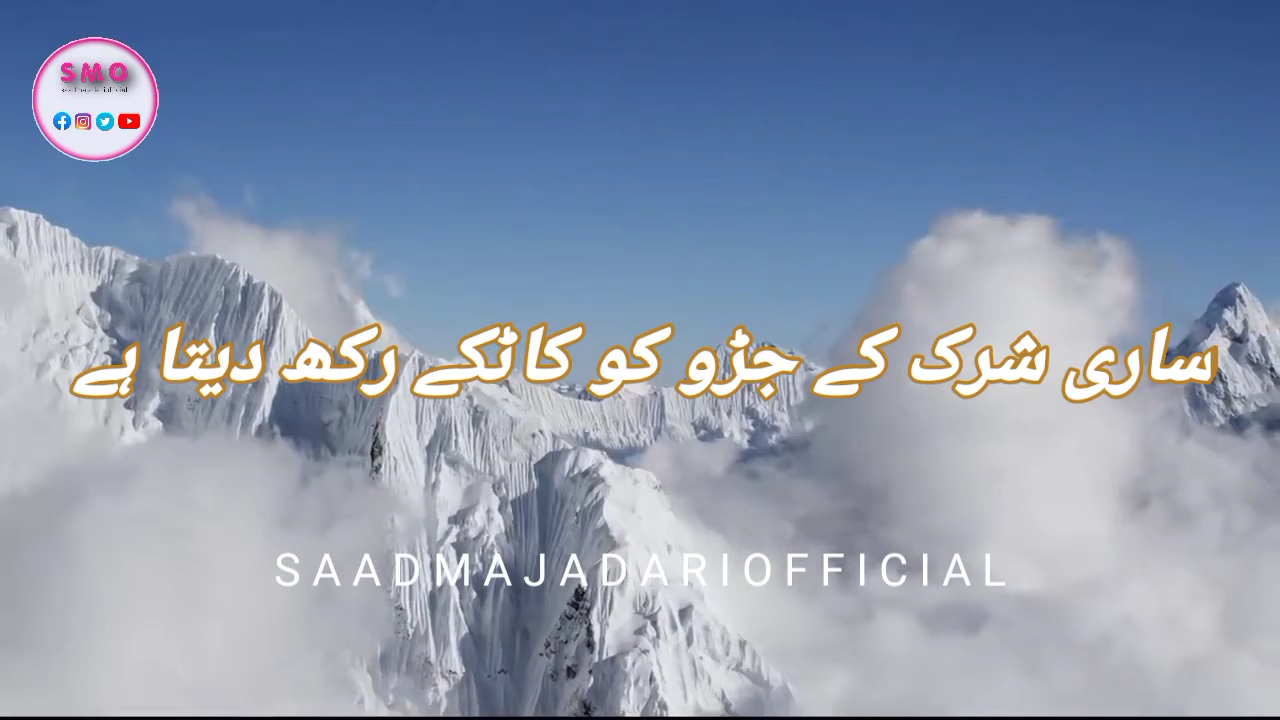 SMO
ساری شرک کے جڑو کو کاٹکے رکھ دیتا ہے
SAADMAJADARIOFFICIAL